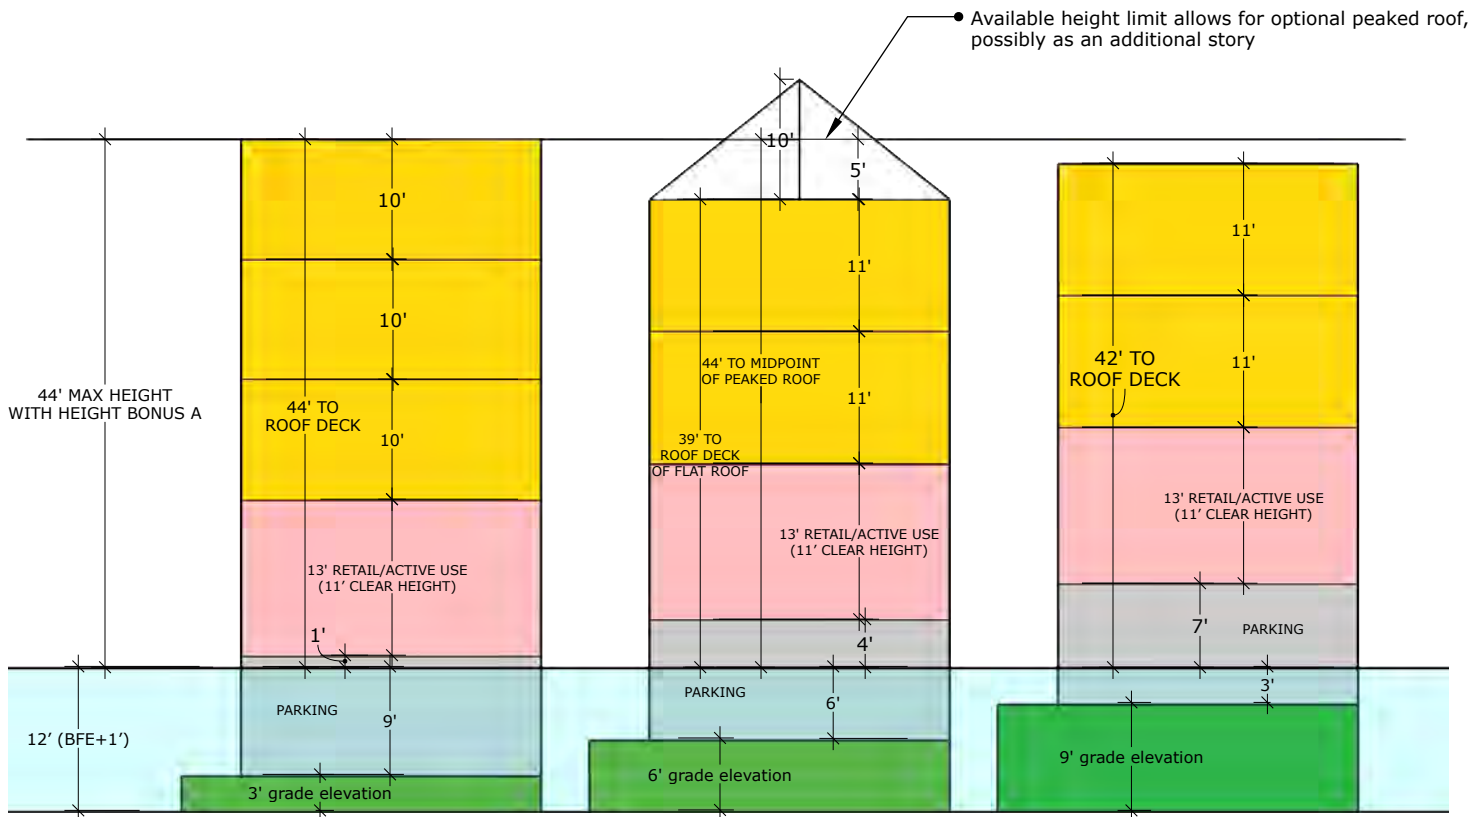 Available height limit allows for optional peaked roof,
possibly as an additional story
44' MAX HEIGHT
WITH HEIGHT BONUS A
12’ (BFE+1’)
10'
10'
44' TO
ROOF DECK
10'
13' RETAIL/ACTIVE USE
(11’ CLEAR HEIGHT)
1'
PARKING
9'
3' grade elevation
10'
5'
11'
44' TO MIDPOINT
OF PEAKED ROOF
11'
39' TO
ROOF DECK
OF FLAT ROOF
13' RETAIL/ACTIVE USE
(11’ CLEAR HEIGHT)
4'
PARKING
6'
6' grade elevation
11'
42' TO
ROOF DECK
11'
13' RETAIL/ACTIVE USE
(11’ CLEAR HEIGHT)
7'
PARKING
3'
9' grade elevation